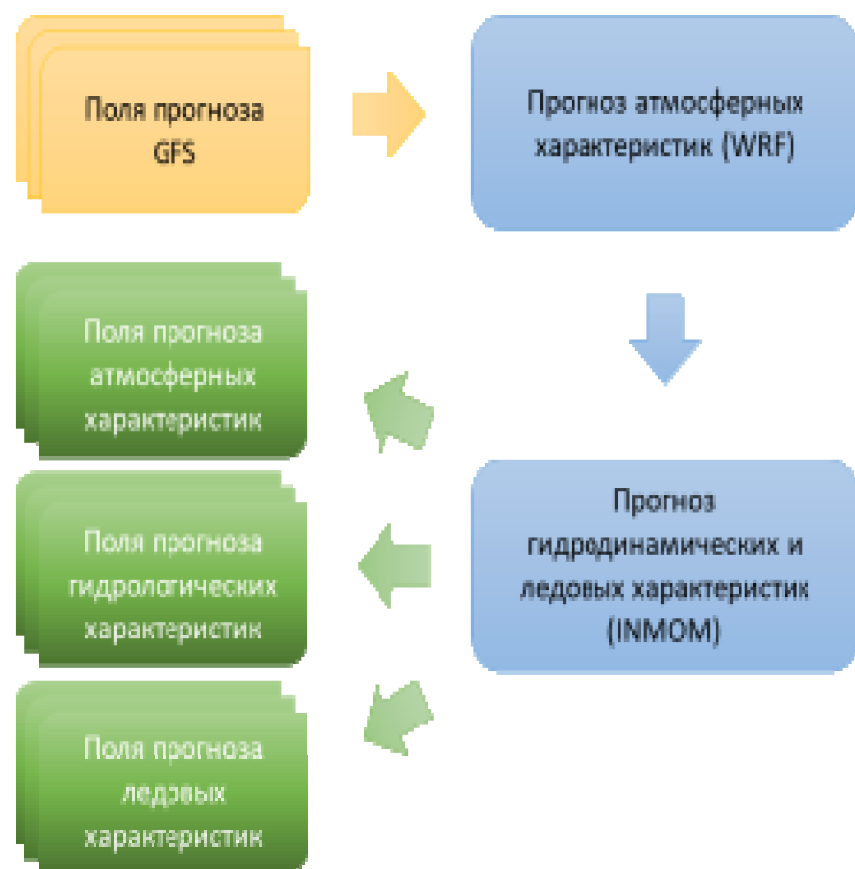 Поля прогноза
GFS
Прогноз атмосферных
характеристик (WRF)
Поля прогноза
атмосферных
характеристик
Прогноз
гидродинамических и
ледовых характеристик
(INMOM)
Поля прогноза
гидрологических
характеристик
Поля прогноза
ледовых
характеристик